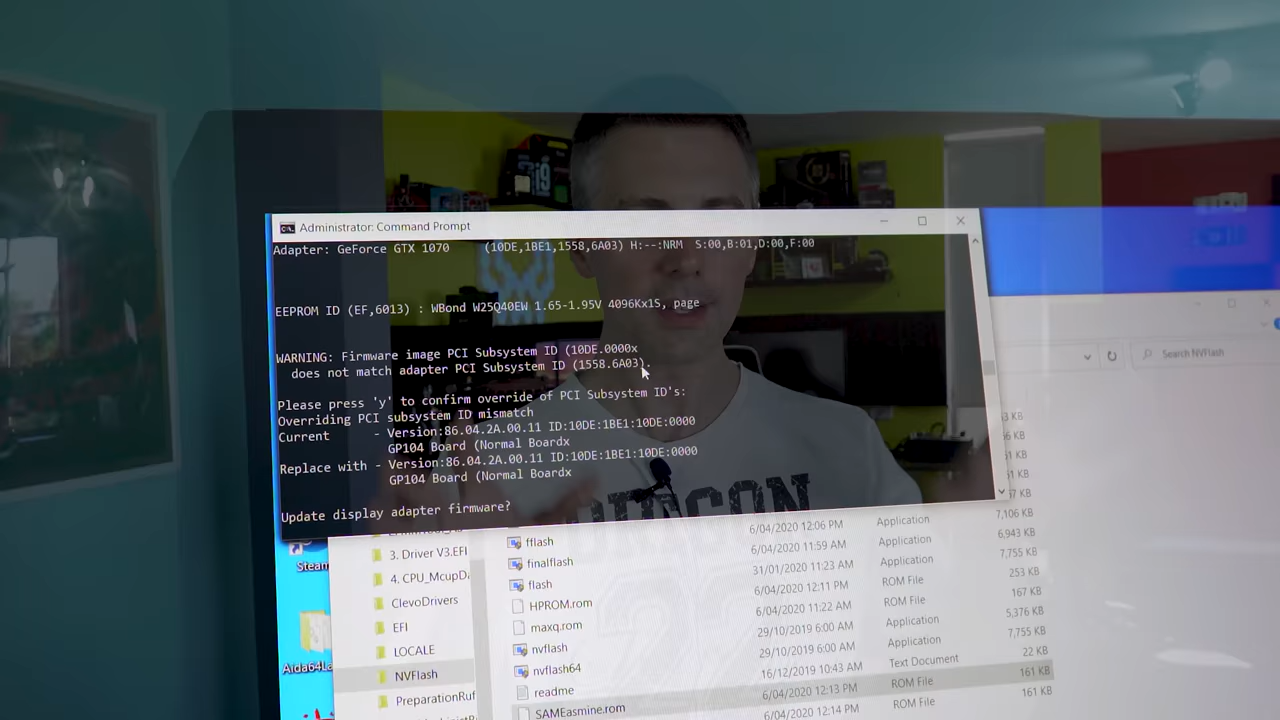 Administrator: Command Prompt
Adapter: GeForce GTX 1070 (10DE,1BE1,1558,6A03) H:--:NRM S:00,B:01,D:00,F:00
EEPROM ID (EF,6013) : WBond W25Q40EW 1.65-1.95V 4096Kx1S, page
WARNING: Firmware image PCI Subsystem ID (10DE.0000x
does not match adapter PCI Subsystem ID (1558.6A03).
Please press 'y' to confirm override of PCI Subsystem ID's:
Overriding PCI subsystem ID mismatch
Current - Version:86.04.2A.00.11 ID:10DE:1BE1:10DE:0000
GP104 Board (Normal Boardx
Replace with - Version:86.04.2A.00.11 ID:10DE:1BE1:10DE:0000
GP104 Board (Normal Boardx
Update display adapter firmware?
Search NVFlash
Steam
Aida64
3. Driver V3.EFI
4. CPU_McupDa
ClevoDrivers
EFI
LOCALE
NVFlash
PreparationRuf
fflash 6/04/2020 12:06 PM Application 7,106 KB
finalflash 6/04/2020 11:59 AM Application 6,943 KB
flash 31/01/2020 11:23 AM Application 7,755 KB
HPROM.rom 6/04/2020 12:11 PM ROM File 253 KB
maxq.rom 6/04/2020 11:22 AM ROM File 167 KB
nvflash 29/10/2019 6:00 AM Application 5,376 KB
nvflash64 29/10/2019 6:00 AM Application 7,755 KB
readme 16/12/2019 10:43 AM Text Document 22 KB
SAMEasmine.rom 6/04/2020 12:13 PM ROM File 161 KB
6/04/2020 12:14 PM ROM File 161 KB
i9